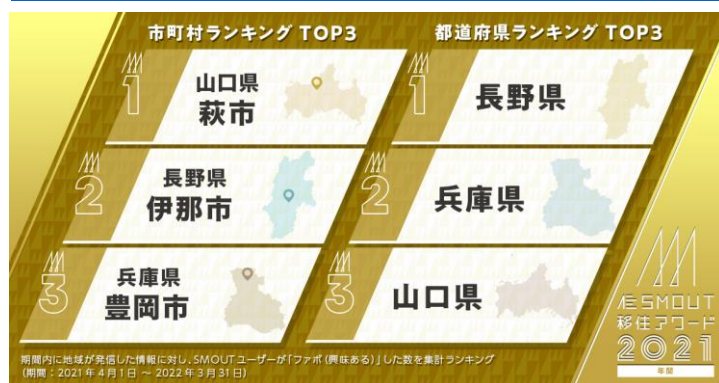 市町村ランキング TOP3
1
山口県
萩市
2
長野県
伊那市
3
兵庫県
豊岡市
都道府県ランキング TOP3
1
長野県
2
兵庫県
3
山口県
SMOUT
移住アワード
2021
年間
期間内に地域が発信した情報に対し、SMOUTユーザーが「ファボ(興味ある)」した数を集計ランキング
(期間:2021年4月1日 ~ 2022年3月31日)